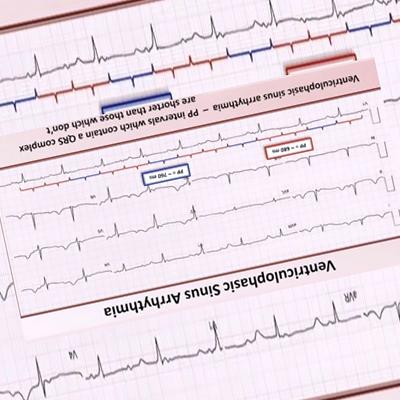 aVR V4
Ventriculophasic Sinus Arrhythmia
PP = ~ 680 ms
PP = ~ 760 ms
Ventriculophasic sinus arrhythmia – PP intervals which contain a QRS complex
are shorter than those which don't